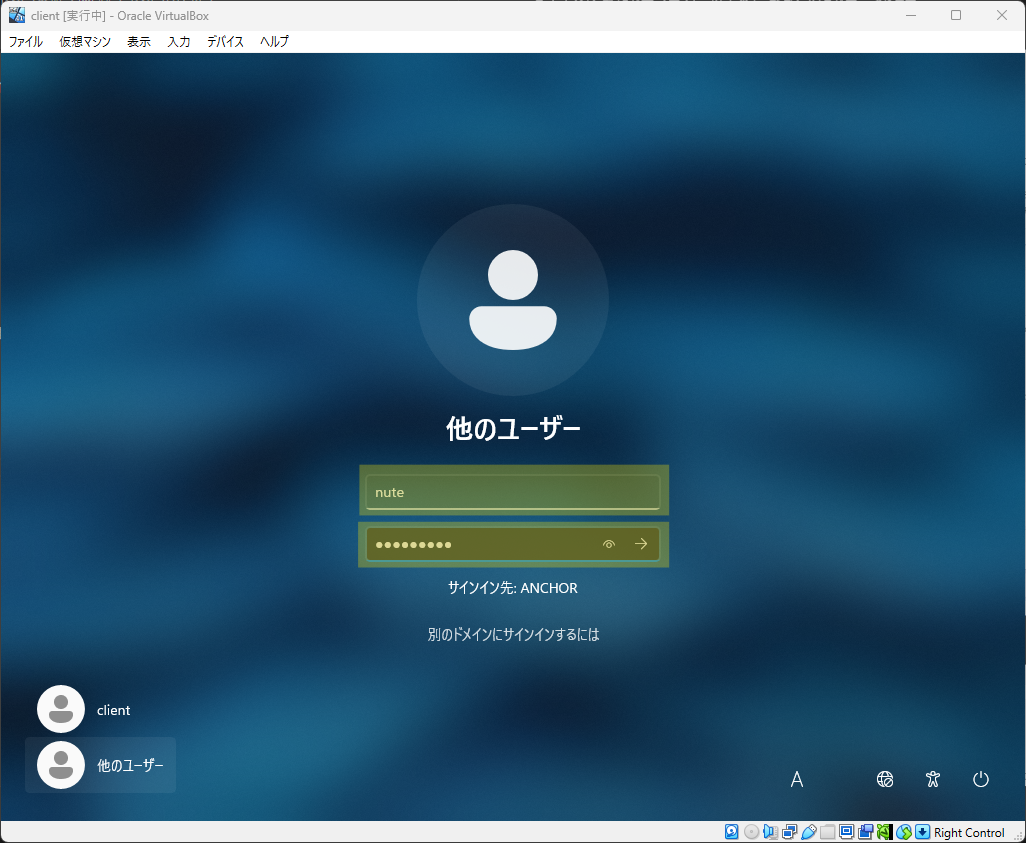 client [実行中] - Oracle VirtualBox
ファイル 仮想マシン 表示 入力 デバイス ヘルプ
他のユーザー
nute
●●●●●●●●●
サインイン先: ANCHOR
別のドメインにサインインするには
client
他のユーザー
A
Right Control